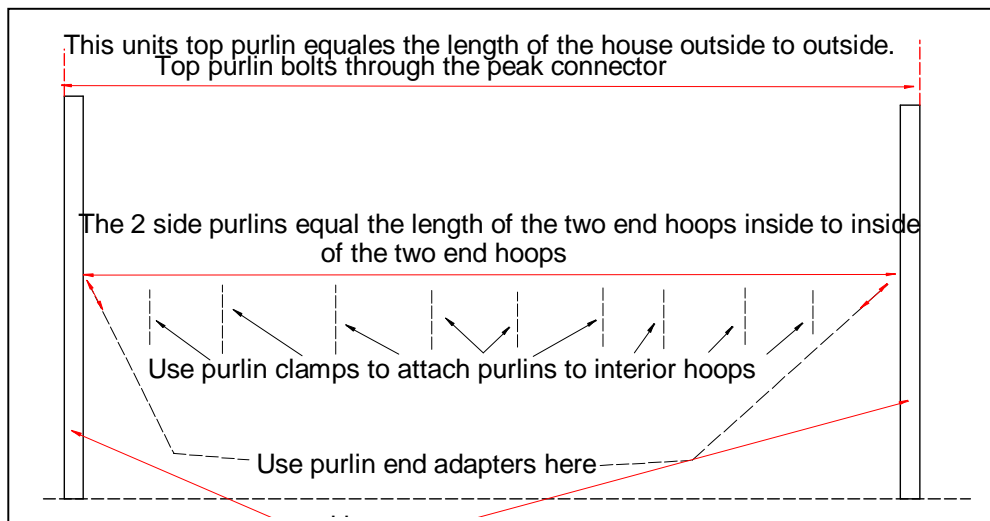 This units top purlin equales the length of the house outside to outside.
Top purlin bolts through the peak connector
The 2 side purlins equal the length of the two end hoops inside to inside
of the two end hoops
Use purlin clamps to attach purlins to interior hoops
Use purlin end adapters here